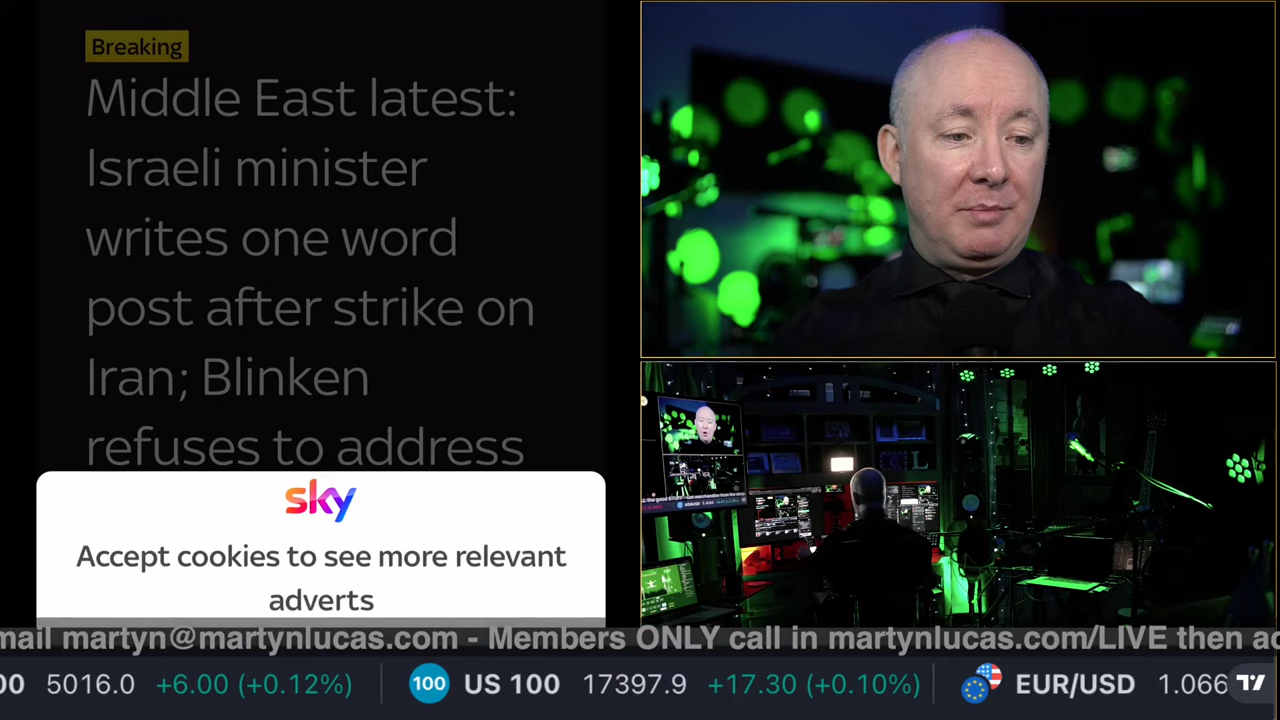 Breaking
Middle East latest:
Israeli minister
writes one word
post after strike on
Iran; Blinken
refuses to address
sky
Accept cookies to see more relevant
adverts
mail martyn@martynlucas.com - Members ONLY call in martynlucas.com/LIVE then ad
00 5016.0 +6.00 (+0.12%) 100 US 100 17397.9 +17.30 (+0.10%) EUR/USD 1.066